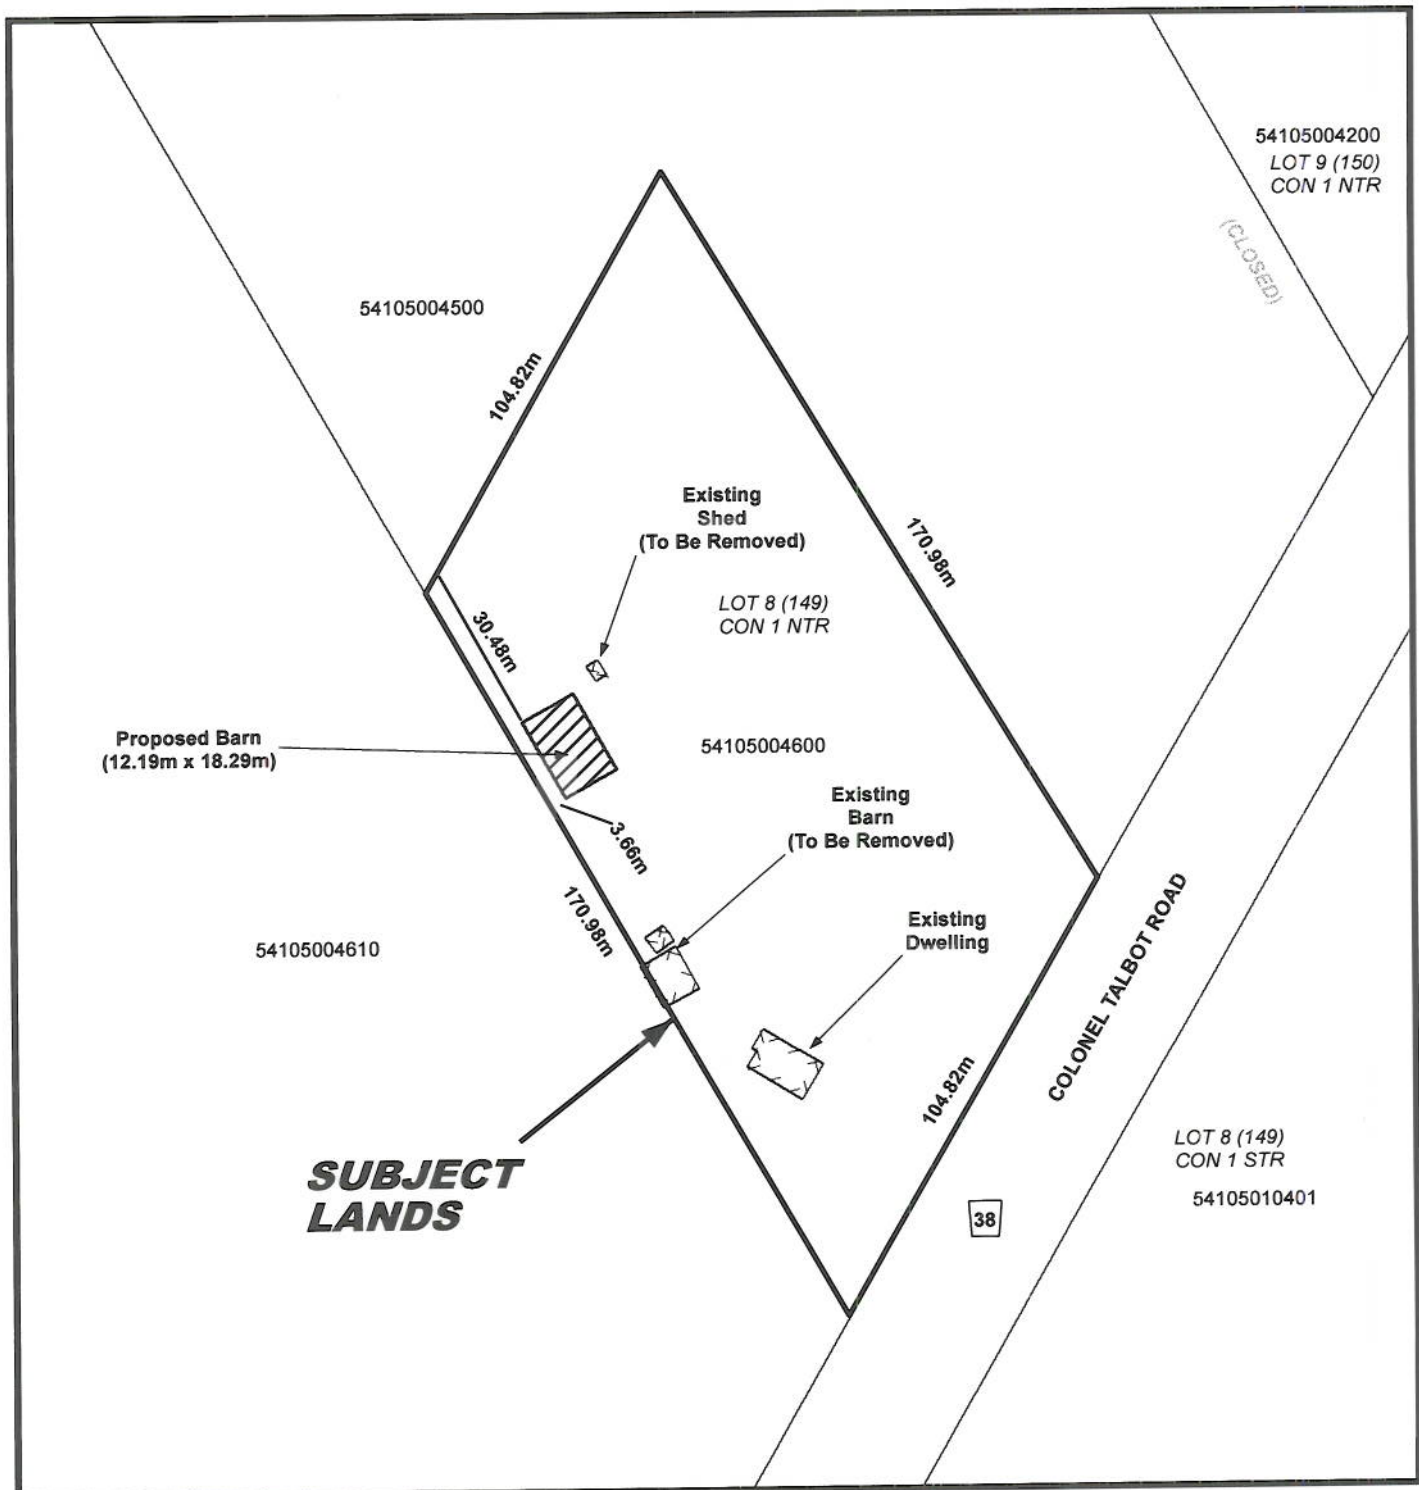 54105004200
LOT 9 (150)
CON 1 NTR
(CLOSED)
54105004500
104.82m
Existing
Shed
(To Be Removed)
170.98m
LOT 8 (149)
CON 1 NTR
30.48m
Proposed Barn
(12.19m x 18.29m)
54105004600
Existing
Barn
(To Be Removed)
3.66m
170.98m
Existing
Dwelling
54105004610
COLONEL TALBOT ROAD
104.82m
SUBJECT
LANDS
LOT 8 (149)
CON 1 STR
54105010401
38